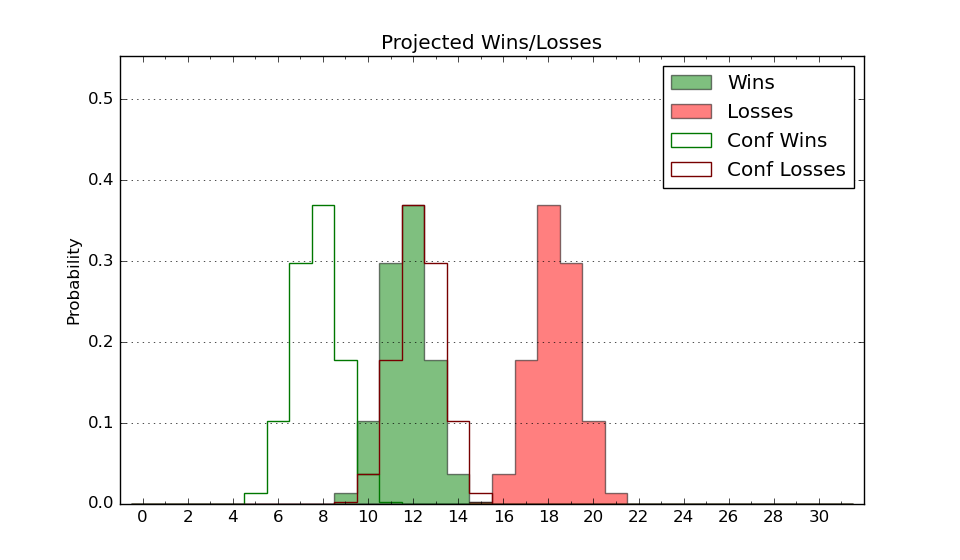 Projected Wins/Losses
Wins
Losses
Conf Wins
Conf Losses
Probability
0.5
0.4
0.3
0.2
0.1
0.0
0 2 4 6 8 10 12 14 16 18 20 22 24 26 28 30